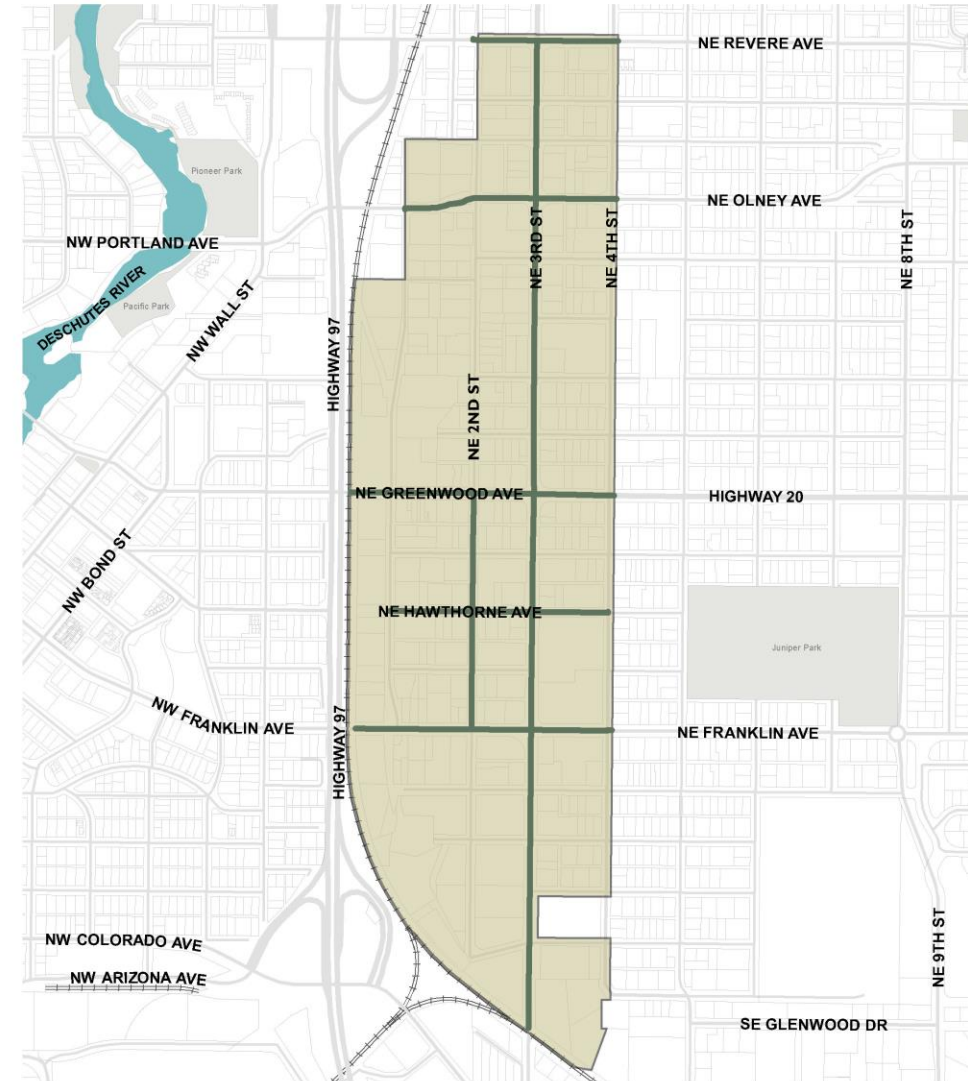 NE REVERE AVE
Pioneer Park
NE OLNEY AVE
NW PORTLAND AVE
NE 3RD ST
NE 4TH ST
NE 8TH ST
DESCHUTES RIVER
Pacific Park
NW WALL ST
HIGHWAY 97
NE 2ND ST
NE GREENWOOD AVE
HIGHWAY 20
NW BOND ST
NE HAWTHORNE AVE
Juniper Park
NW FRANKLIN AVE
HIGHWAY 97
NE FRANKLIN AVE
NW COLORADO AVE
NE 9TH ST
NW ARIZONA AVE
SE GLENWOOD DR